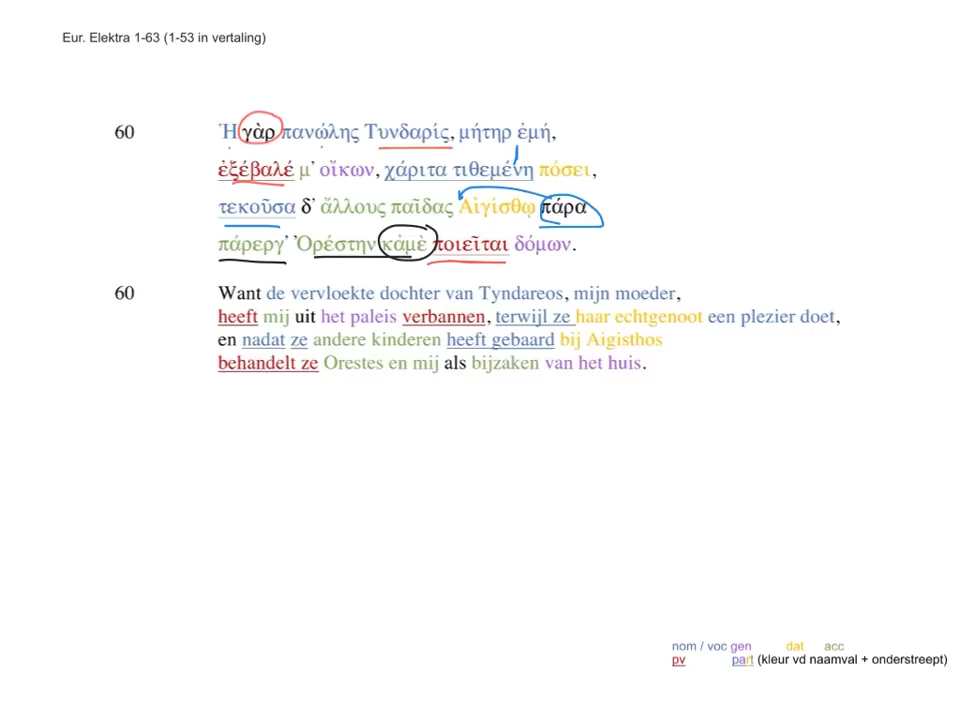 Eur. Elektra 1-63 (1-53 in vertaling)
60 Ἡ γὰρ πανώλης Τυνδαρίς, μήτηρ ἐμή,
ἐξέβαλέ μ᾽ οἴκων, χάριτα τιθεμένη πόσει,
τεκοῦσα δ᾽ ἄλλους παῖδας Αἰγίσθῳ πάρα
πάρεργ᾽ Ὀρέστην κἀμὲ ποιεῖται δόμων.
60 Want de vervloekte dochter van Tyndareos, mijn moeder,
heeft mij uit het paleis verbannen, terwijl ze haar echtgenoot een plezier doet,
en nadat ze andere kinderen heeft gebaard bij Aigisthos
behandelt ze Orestes en mij als bijzaken van het huis.
nom / voc gen dat acc
pv part (kleur vd naamval + onderstreept)